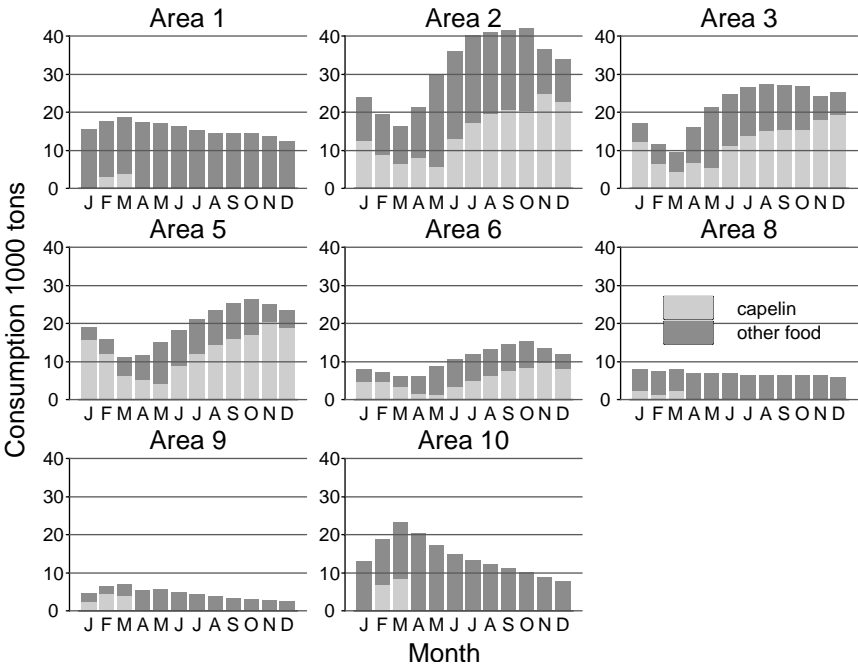 Area 1
Area 2
Area 3
40
30
20
10
0
J F M A M J J A S O N D
40
30
20
10
0
J F M A M J J A S O N D
40
30
20
10
0
J F M A M J J A S O N D
Area 5
Area 6
Area 8
40
30
20
10
0
J F M A M J J A S O N D
40
30
20
10
0
J F M A M J J A S O N D
40
30
20
10
0
capelin
other food
J F M A M J J A S O N D
Area 9
Area 10
40
30
20
10
0
J F M A M J J A S O N D
40
30
20
10
0
J F M A M J J A S O N D
Consumption 1000 tons
Month